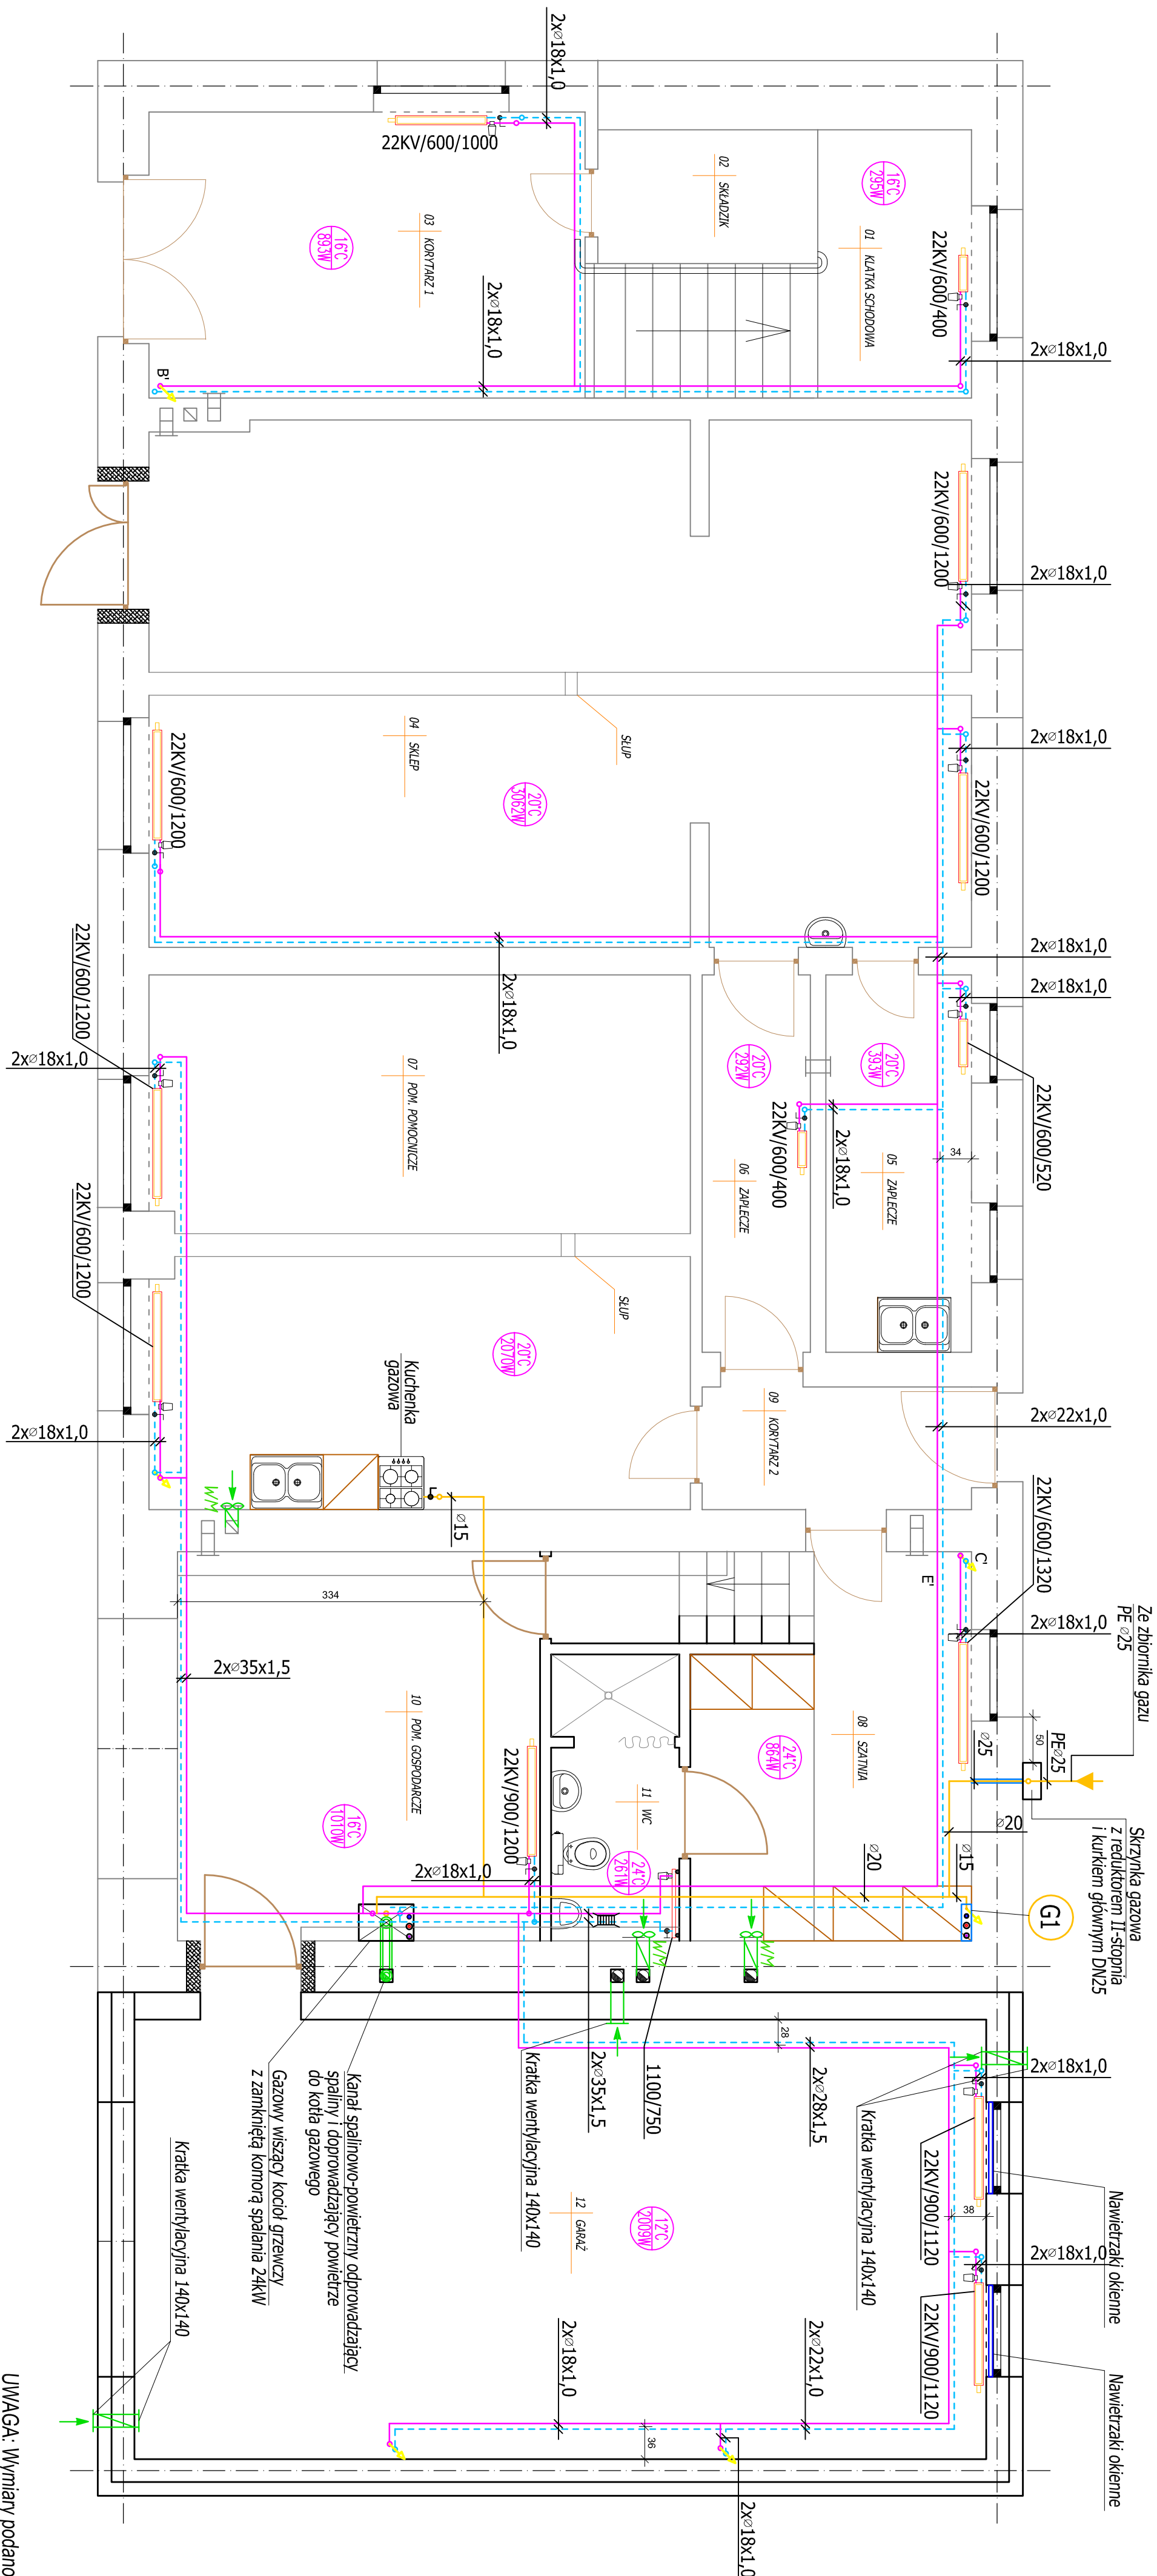 2x⌀18x1,0
22KV/600/1000
16°C
893W
03 KORYTARZ 1
2x⌀18x1,0
B'
02 SKŁADZIK
16°C
295W
01 KLATKA SCHODOWA
22KV/600/400
2x⌀18x1,0
22KV/600/1200
2x⌀18x1,0
SŁUP
04 SKLEP
20°C
3062W
22KV/600/1200
2x⌀18x1,0
22KV/600/1200
2x⌀18x1,0
2x⌀18x1,0
2x⌀18x1,0
22KV/600/520
22KV/600/1200
2x⌀18x1,0
07 POM. POMOCNICZE
20°C
292W
20°C
393W
22KV/600/400
2x⌀18x1,0
06 ZAPLECZE
05 ZAPLECZE
34
22KV/600/1200
2x⌀18x1,0
SŁUP
20°C
2070W
Kuchenka
gazowa
WM
⌀15
09 KORYTARZ 2
2x⌀22x1,0
22KV/600/1320
C'
E'
2x⌀18x1,0
334
2x⌀35x1,5
10 POM. GOSPODARCZE
16°C
1010W
22KV/900/1200
2x⌀18x1,0
11 WC
24°C
261W
08 SZATNIA
24°C
864W
Ze zbiornika gazu
PE ⌀25
50
PE⌀25
⌀25
⌀20
⌀15
⌀20
G1
Skrzynka gazowa
z reduktorem II-stopnia
i kurkiem głównym DN25
WM
WM
28
2x⌀35x1,5
1100/750
2x⌀28x1,5
Kratka wentylacyjna 140x140
Kratka wentylacyjna 140x140
Kanał spalinowo-powietrzny odprowadzający
spaliny i doprowadzający powietrze
do kotła gazowego
Gazowy wiszący kocioł grzewczy
z zamkniętą komorą spalania 24kW
Kratka wentylacyjna 140x140
12 GARAŻ
12°C
2009W
2x⌀18x1,0
22KV/900/1120
38
Nawietrzaki okienne
2x⌀18x1,0
22KV/900/1120
Nawietrzaki okienne
2x⌀18x1,0
2x⌀22x1,0
36
2x⌀18x1,0
UWAGA: Wymiary podano